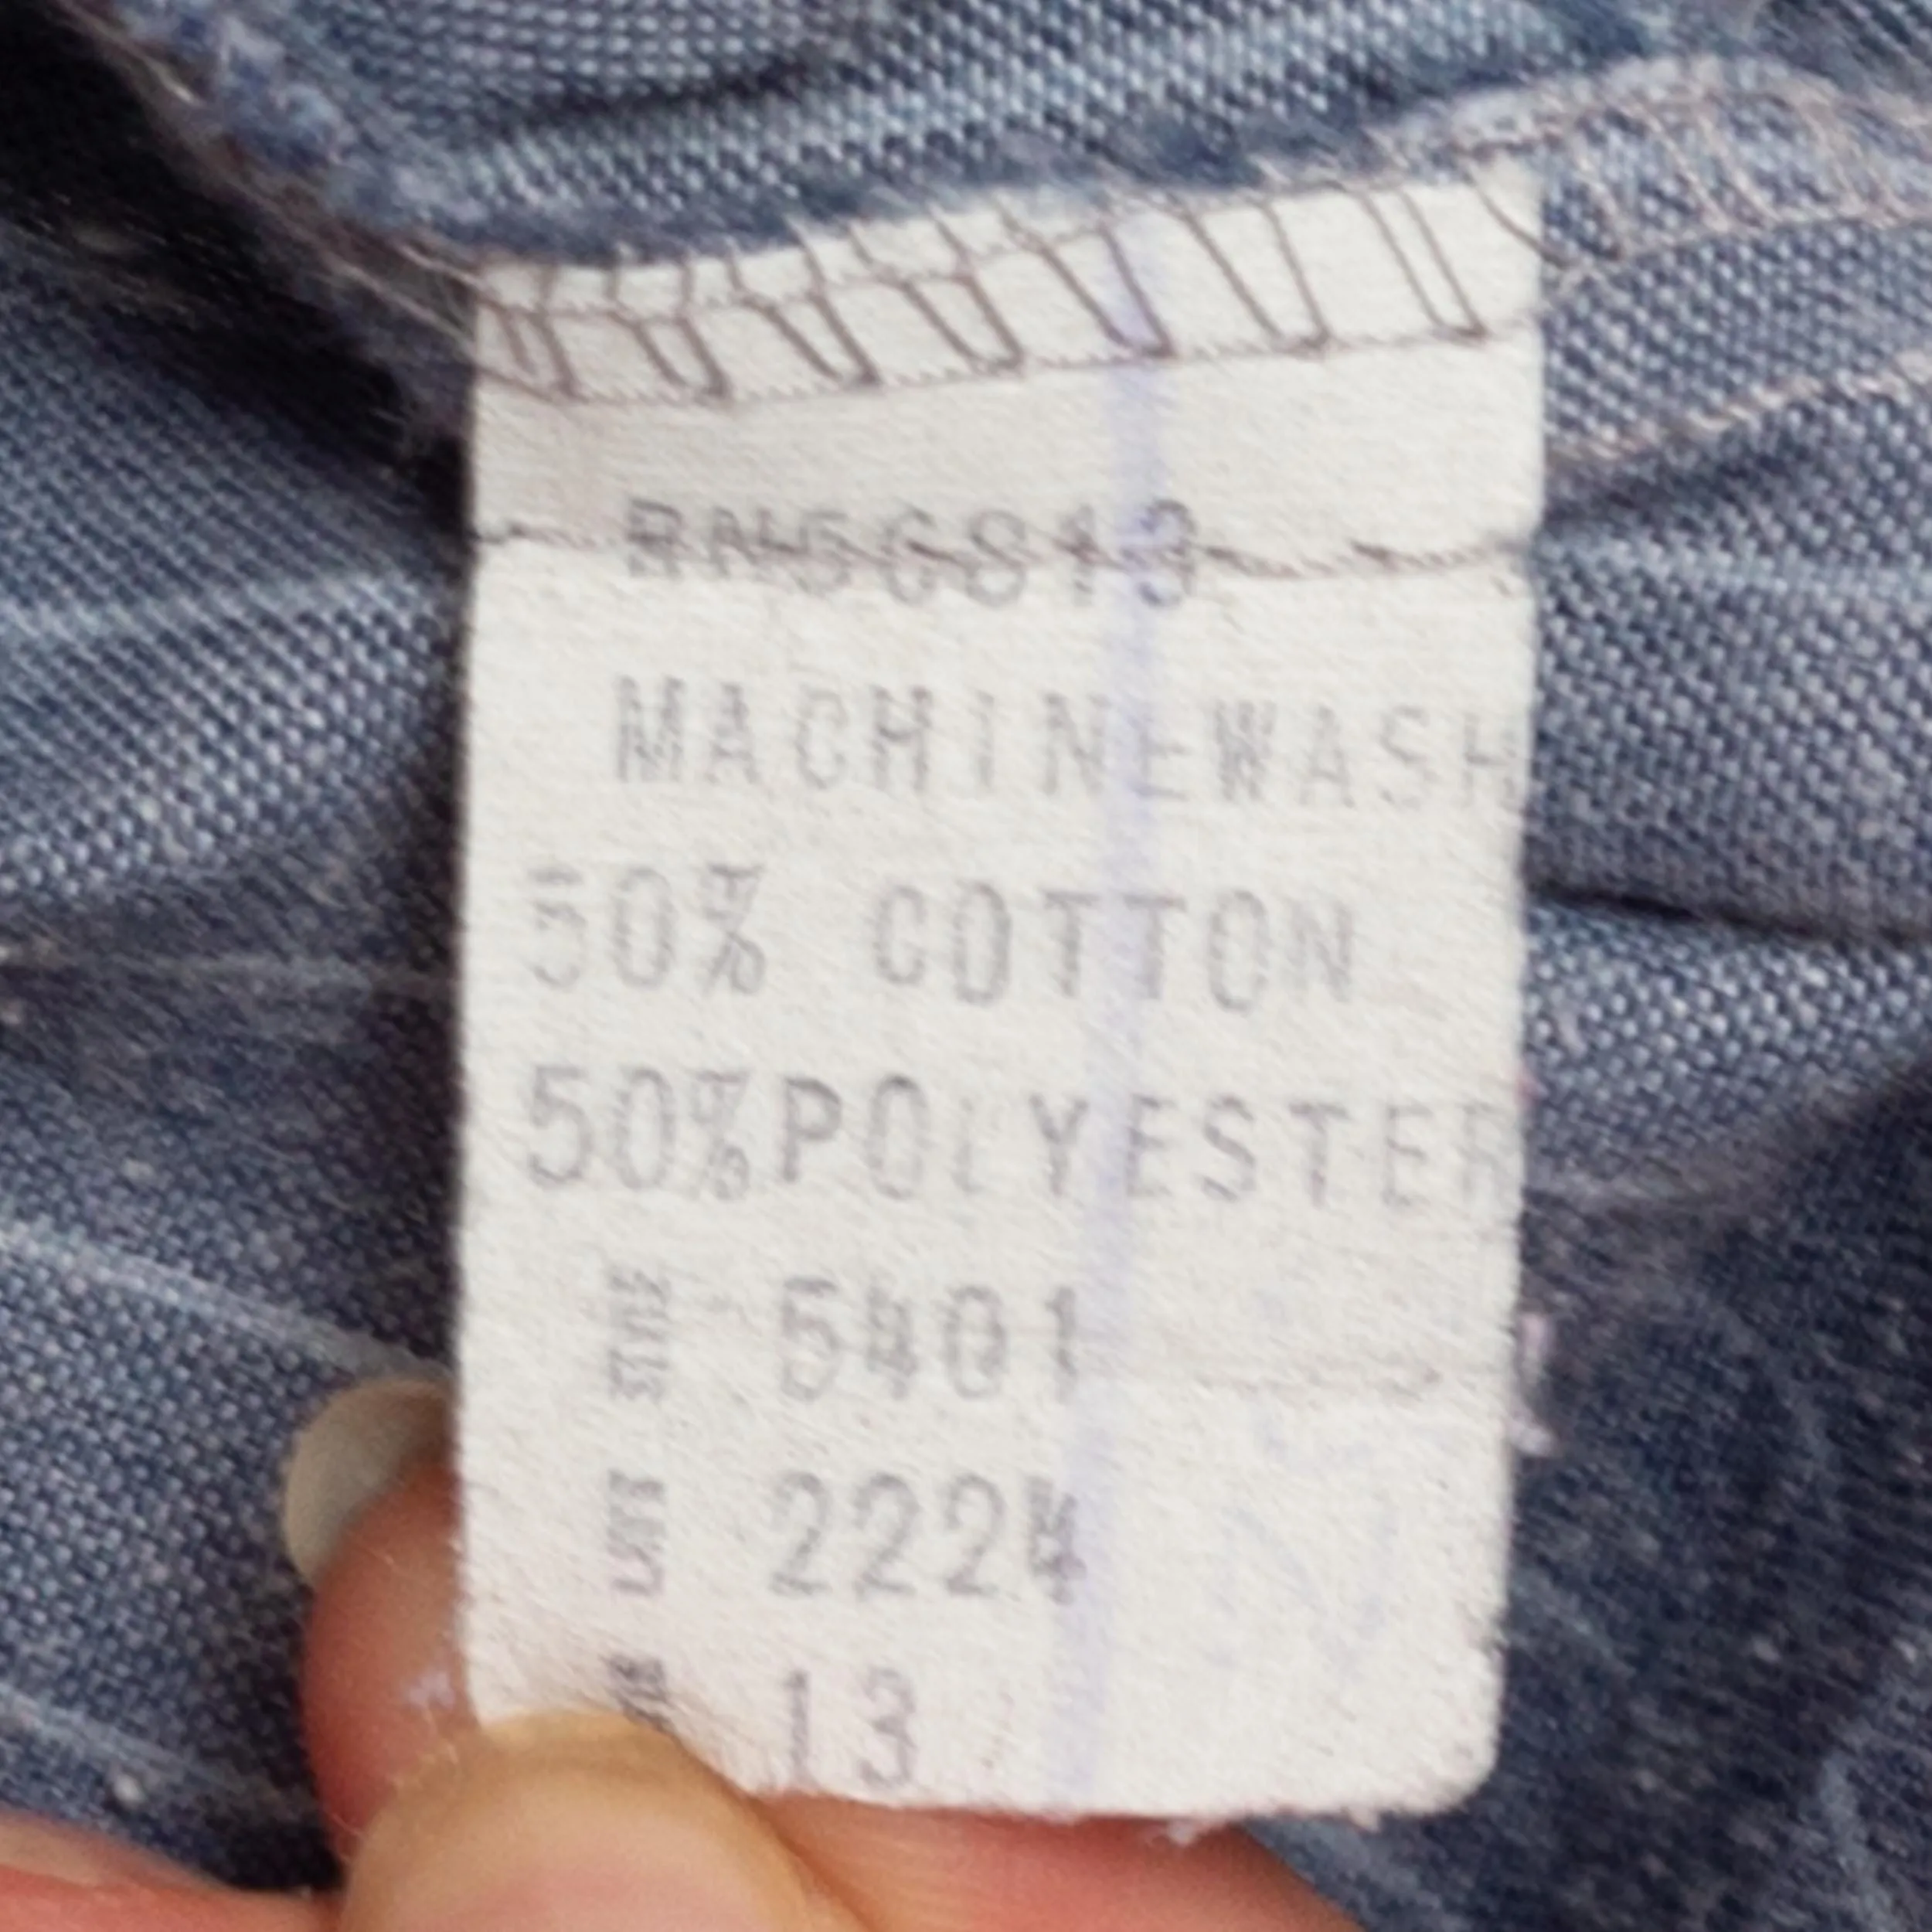 RN56813
MACHINEWASH
50% COTTON
50%POLYESTER
5401
2224
13